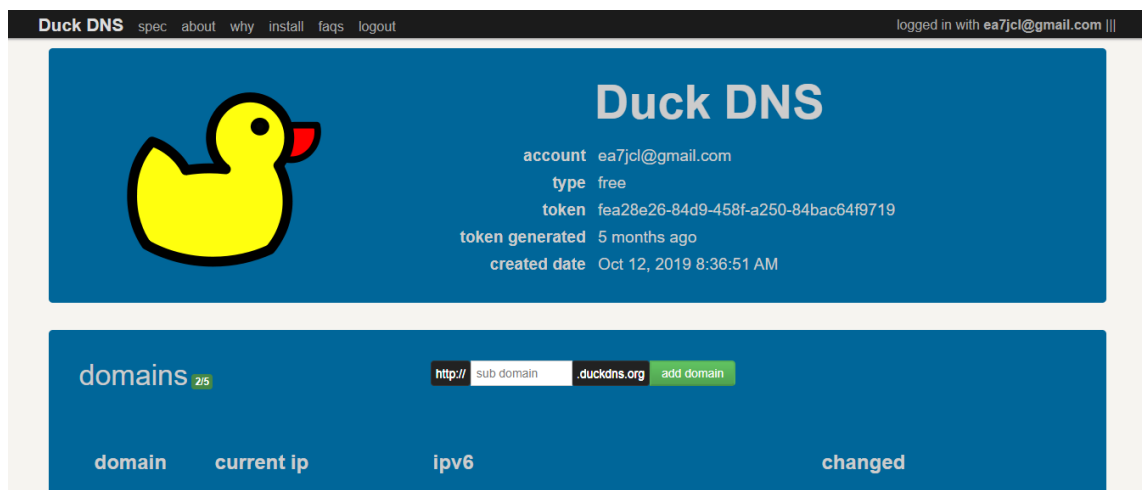 Duck DNS spec about why install faqs logout logged in with ea7jcl@gmail.com |||
Duck DNS
account ea7jcl@gmail.com
type free
token fea28e26-84d9-458f-a250-84bac64f9719
token generated 5 months ago
created date Oct 12, 2019 8:36:51 AM
domains 2/5 http:// sub domain .duckdns.org add domain
domain current ip ipv6 changed